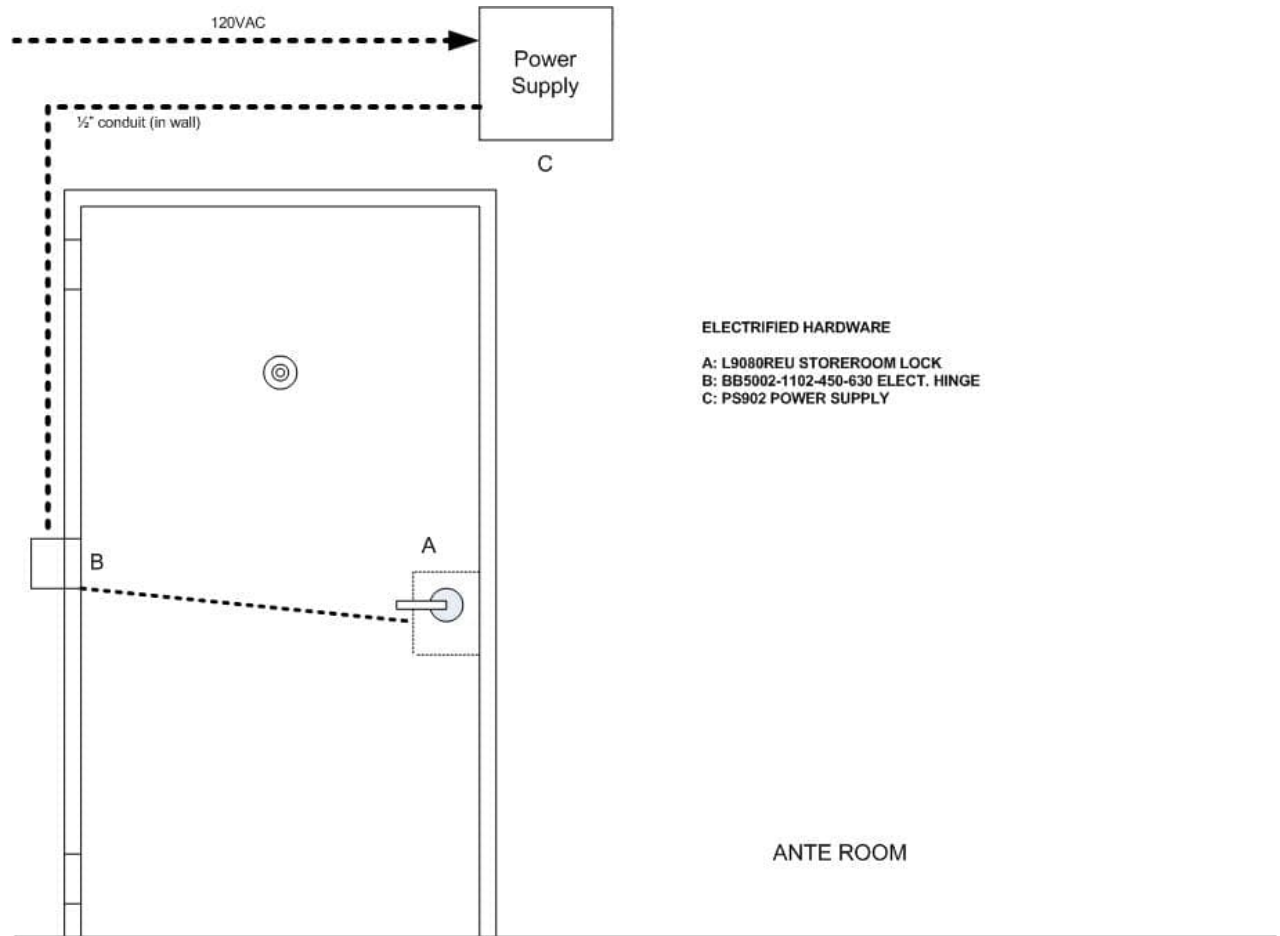 120VAC
Power
Supply
½" conduit (in wall)
C
ELECTRIFIED HARDWARE
A: L9080REU STOREROOM LOCK
B: BB5002-1102-450-630 ELECT. HINGE
C: PS902 POWER SUPPLY
A
B
ANTE ROOM